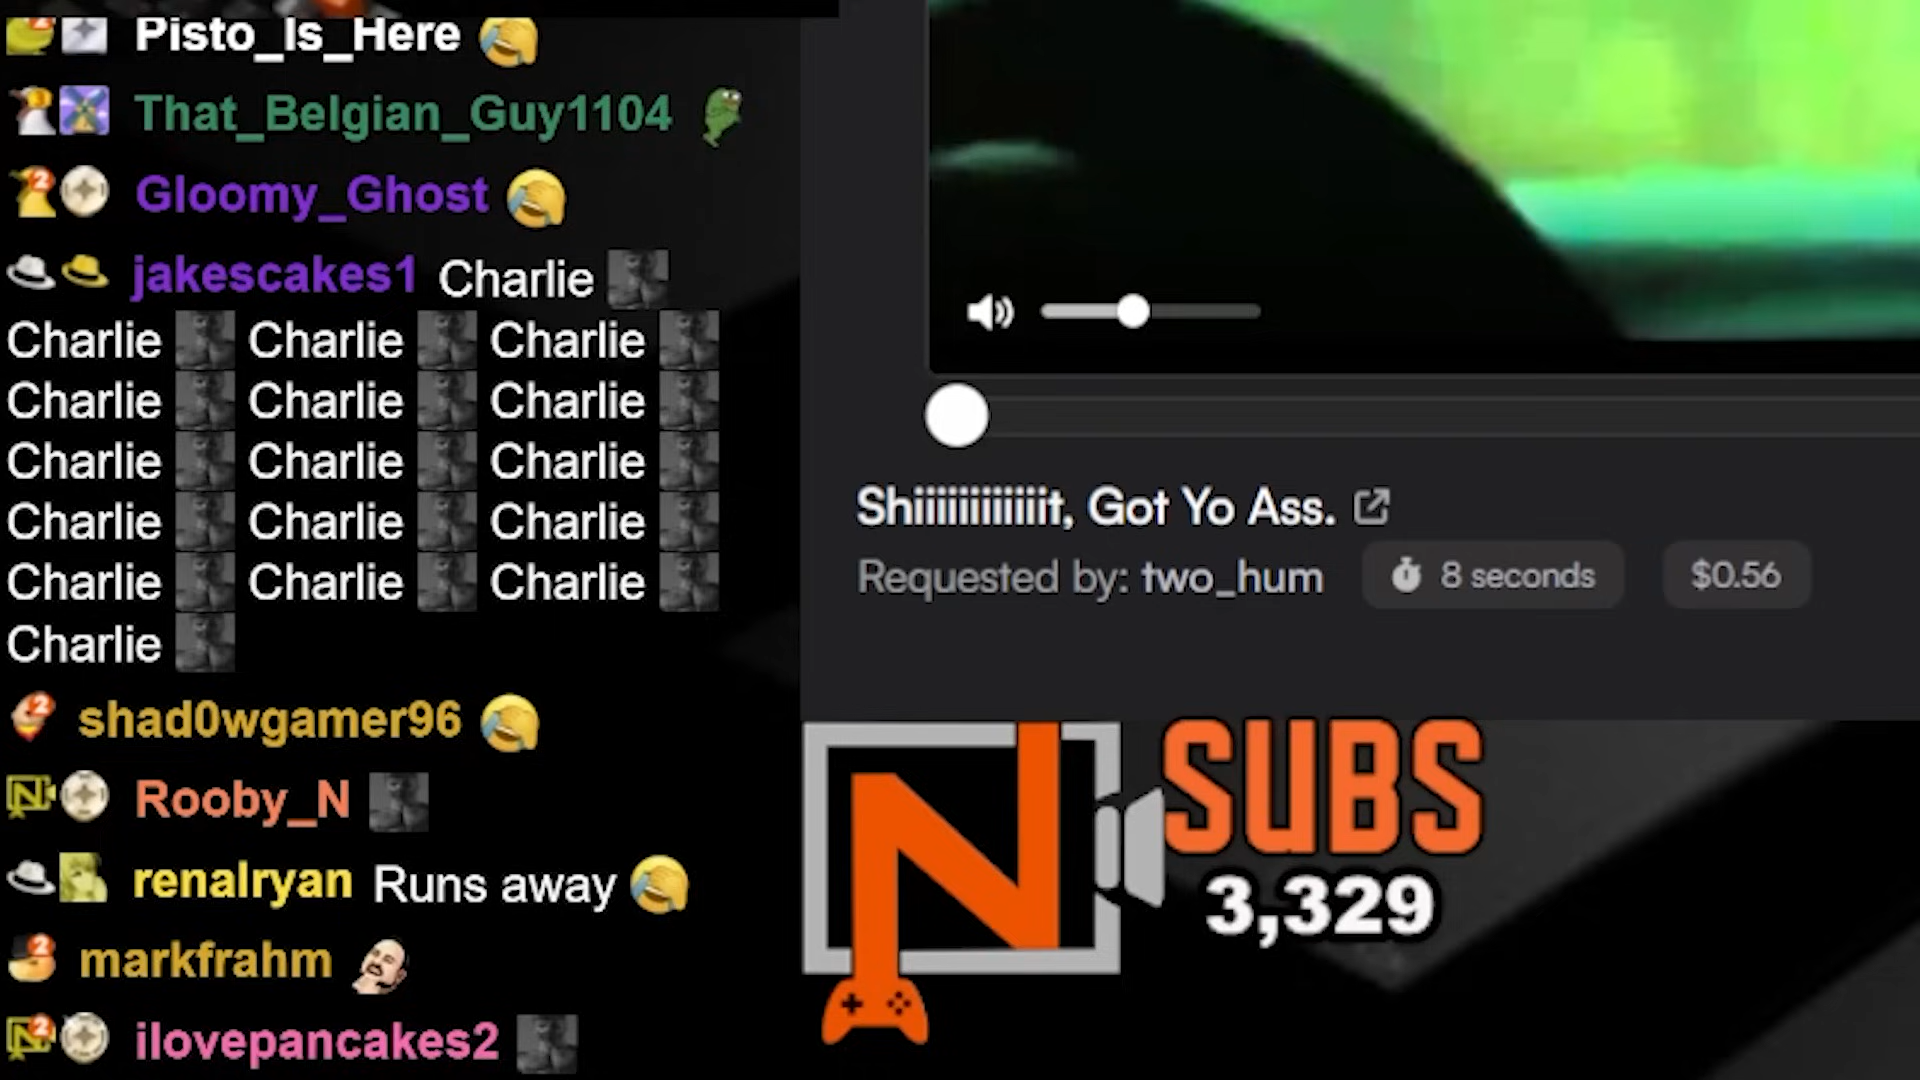 Pisto_Is_Here
That_Belgian_Guy1104
Gloomy_Ghost
jakescakes1 Charlie
Charlie Charlie Charlie
Charlie Charlie Charlie
Charlie Charlie Charlie
Charlie Charlie Charlie
Charlie Charlie Charlie
Charlie
shad0wgamer96
Rooby_N
renalryan Runs away
markfrahm
ilovepancakes2
Shiiiiiiiiiiiiit, Got Yo Ass.
Requested by: two_hum 8 seconds $0.56
N SUBS
3,329